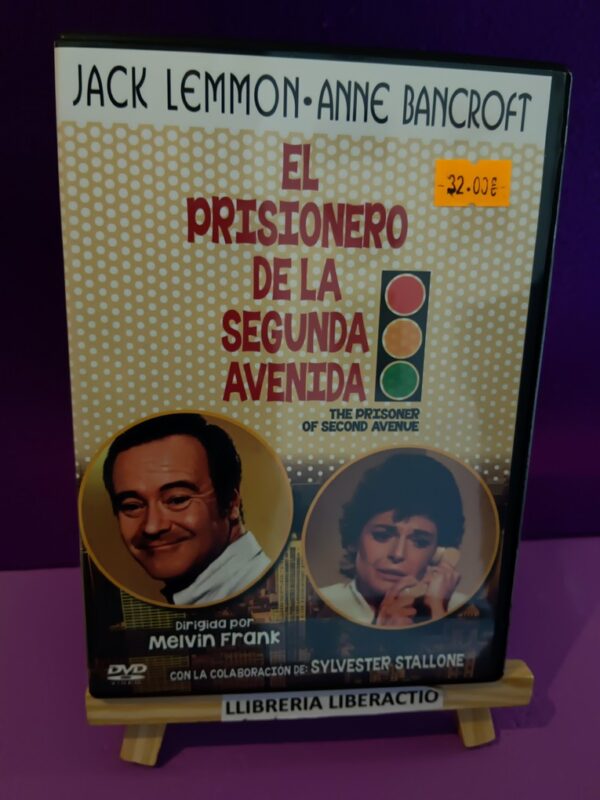 JACK LEMMON • ANNE BANCROFT
EL
PRISIONERO
DE LA
SEGUNDA
AVENIDA
-32.00€-
THE PRISONER
OF SECOND AVENUE
Dirigida por
Melvin Frank
DVD
CON LA COLABORACIÓN DE: SYLVESTER STALLONE
LLIBRERIA LIBERACTIO